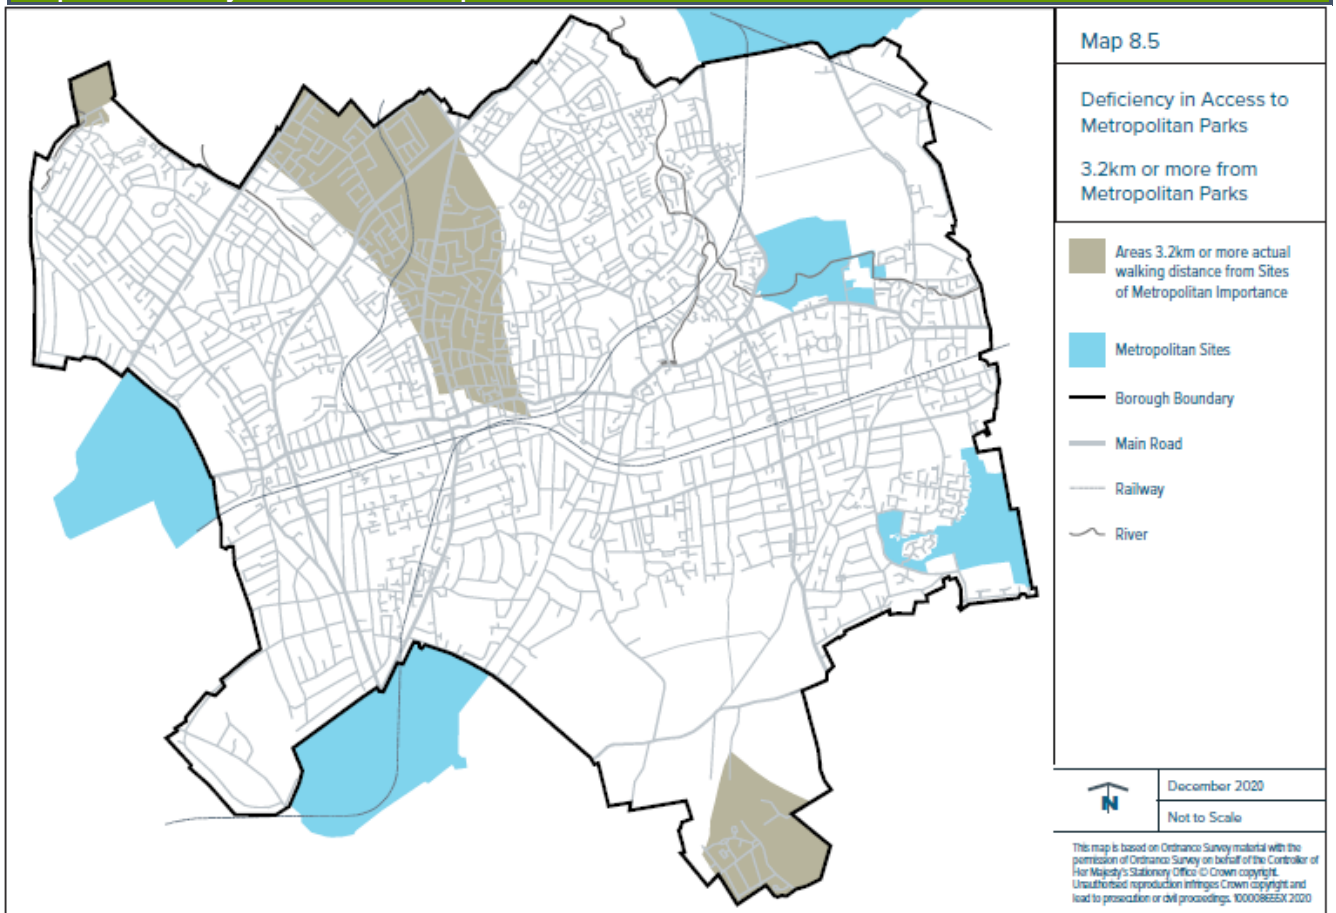 Map 8.5
Deficiency in Access to
Metropolitan Parks
3.2km or more from
Metropolitan Parks
Areas 3.2km or more actual
walking distance from Sites
of Metropolitan Importance
Metropolitan Sites
Borough Boundary
Main Road
Railway
River
N
December 2020
Not to Scale
This map is based on Ordnance Survey material with the
permission of Ordnance Survey on behalf of the Controller of
Her Majesty's Stationery Office © Crown copyright.
Unauthorised reproduction infringes Crown copyright and
lead to prosecution or civil proceedings. 100008655X 2020